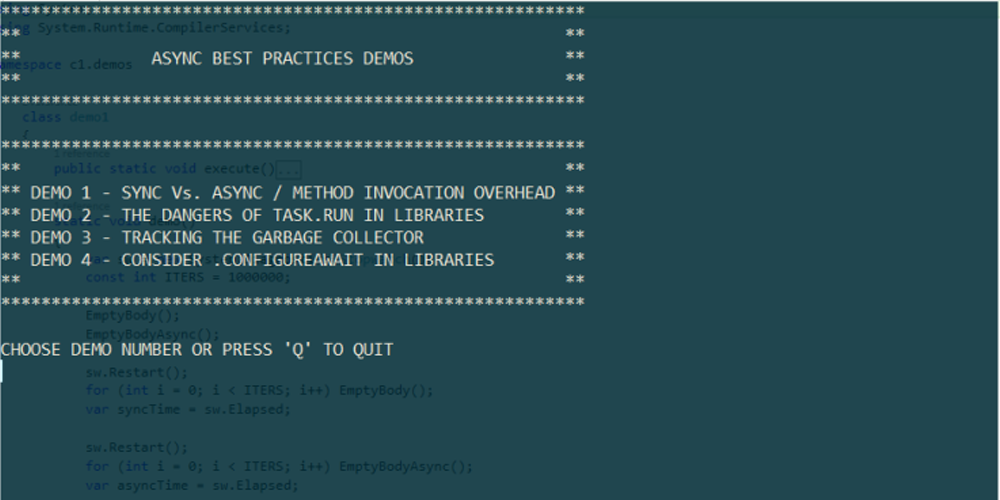 **********************************************************
ng System.Runtime.CompilerServices;
** **
** ASYNC BEST PRACTICES DEMOS **
amespace c1.demos
** **
**********************************************************
class demo1
{
**********************************************************
reference
** **
public static void execute()...
** DEMO 1 - SYNC Vs. ASYNC / METHOD INVOCATION OVERHEAD **
** DEMO 2 - THE DANGERS OF TASK.RUN IN LIBRARIES **
** DEMO 3 - TRACKING THE GARBAGE COLLECTOR **
** DEMO 4 - CONSIDER .CONFIGUREAWAIT IN LIBRARIES **
** **
const int ITERS = 1000000;
**********************************************************
EmptyBody();
EmptyBodyAsync();
CHOOSE DEMO NUMBER OR PRESS 'Q' TO QUIT
sw.Restart();
for (int i = 0; i < ITERS; i++) EmptyBody();
var syncTime = sw.Elapsed;
sw.Restart();
for (int i = 0; i < ITERS; i++) EmptyBodyAsync();
var asyncTime = sw.Elapsed;